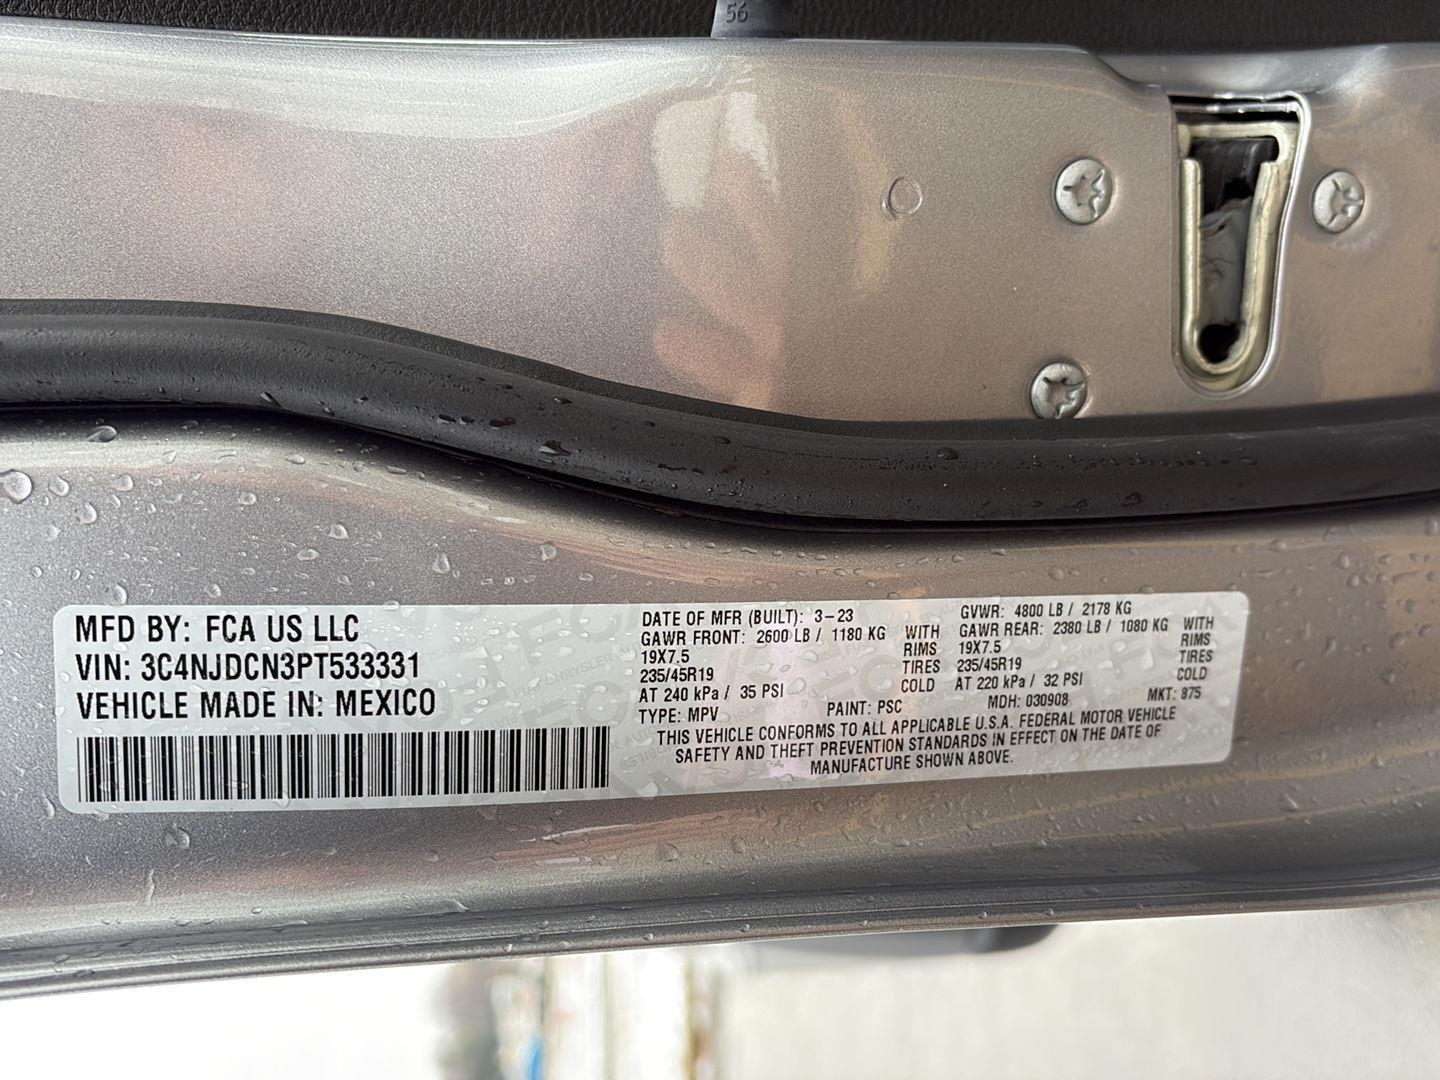 56
MFD BY: FCA US LLC
VIN: 3C4NJDCN3PT533331
VEHICLE MADE IN: MEXICO
DATE OF MFR (BUILT): 3-23
GAWR FRONT: 2600 LB / 1180 KG WITH
19X7.5 RIMS
235/45R19 TIRES
AT 240 kPa / 35 PSI COLD
GVWR: 4800 LB / 2178 KG
GAWR REAR: 2380 LB / 1080 KG WITH
19X7.5 RIMS
235/45R19 TIRES
AT 220 kPa / 32 PSI COLD
TYPE: MPV PAINT: PSC MDH: 030908 MKT: 875
THIS VEHICLE CONFORMS TO ALL APPLICABLE U.S.A. FEDERAL MOTOR VEHICLE
SAFETY AND THEFT PREVENTION STANDARDS IN EFFECT ON THE DATE OF
MANUFACTURE SHOWN ABOVE.